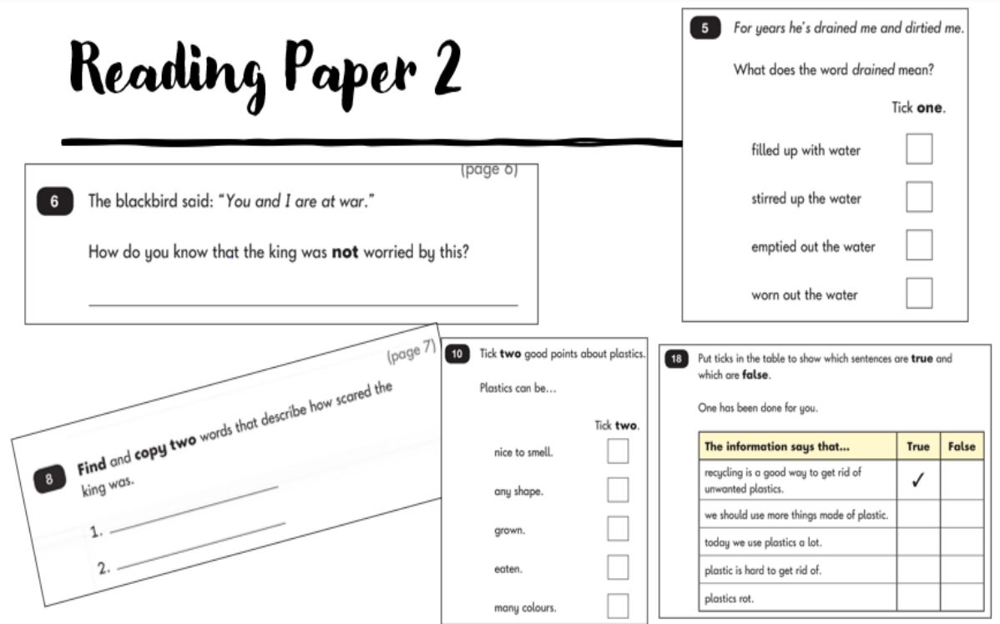 Reading Paper 2
5 For years he's drained me and dirtied me.
What does the word drained mean?
Tick one.
filled up with water
stirred up the water
emptied out the water
worn out the water
(page 6)
6 The blackbird said: "You and I are at war."
How do you know that the king was not worried by this?
(page 7)
8 Find and copy two words that describe how scared the
king was.
1.
2.
10 Tick two good points about plastics.
Plastics can be...
Tick two.
nice to smell.
any shape.
grown.
eaten.
many colours.
18 Put ticks in the table to show which sentences are true and
which are false.
One has been done for you.
The information says that... True False
recycling is a good way to get rid of
unwanted plastics. ✓
we should use more things made of plastic.
today we use plastics a lot.
plastic is hard to get rid of.
plastics rot.